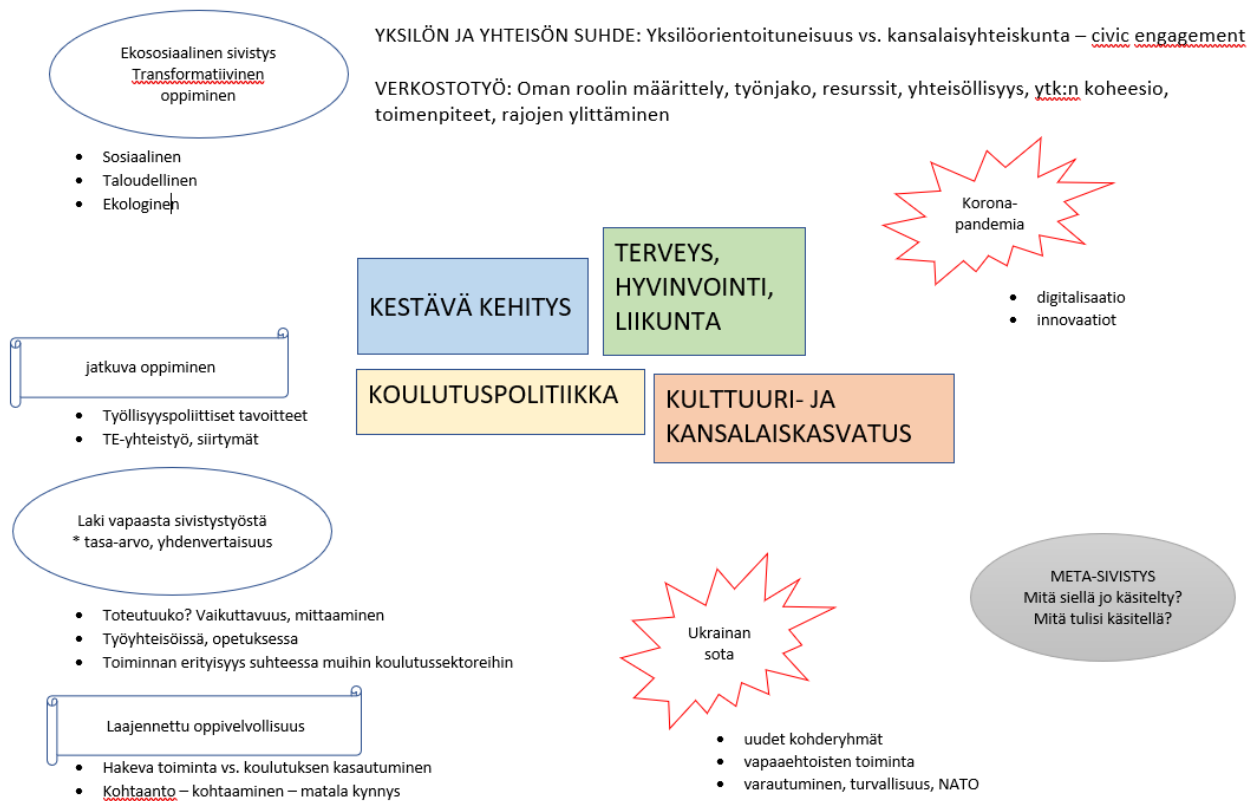 Ekososiaalinen sivistys
Transformatiivinen
oppiminen
YKSILÖN JA YHTEISÖN SUHDE: Yksilöorientoituneisuus vs. kansalaisyhteiskunta – civic engagement
VERKOSTOTYÖ: Oman roolin määrittely, työnjako, resurssit, yhteisöllisyys, ytk:n koheesio,
toimenpiteet, rajojen ylittäminen
• Sosiaalinen
• Taloudellinen
• Ekologinen
Korona-
pandemia
• digitalisaatio
• innovaatiot
KESTÄVÄ KEHITYS
TERVEYS,
HYVINVOINTI,
LIIKUNTA
KOULUTUSPOLITIIKKA
KULTTUURI- JA
KANSALAISKASVATUS
jatkuva oppiminen
• Työllisyyspoliittiset tavoitteet
• TE-yhteistyö, siirtymät
Laki vapaasta sivistystyöstä
* tasa-arvo, yhdenvertaisuus
• Toteutuuko? Vaikuttavuus, mittaaminen
• Työyhteisöissä, opetuksessa
• Toiminnan erityisyys suhteessa muihin koulutussektoreihin
Laajennettu oppivelvollisuus
• Hakeva toiminta vs. koulutuksen kasautuminen
• Kohtaanto – kohtaaminen – matala kynnys
Ukrainan
sota
• uudet kohderyhmät
• vapaaehtoisten toiminta
• varautuminen, turvallisuus, NATO
META-SIVISTYS
Mitä siellä jo käsitelty?
Mitä tulisi käsitellä?